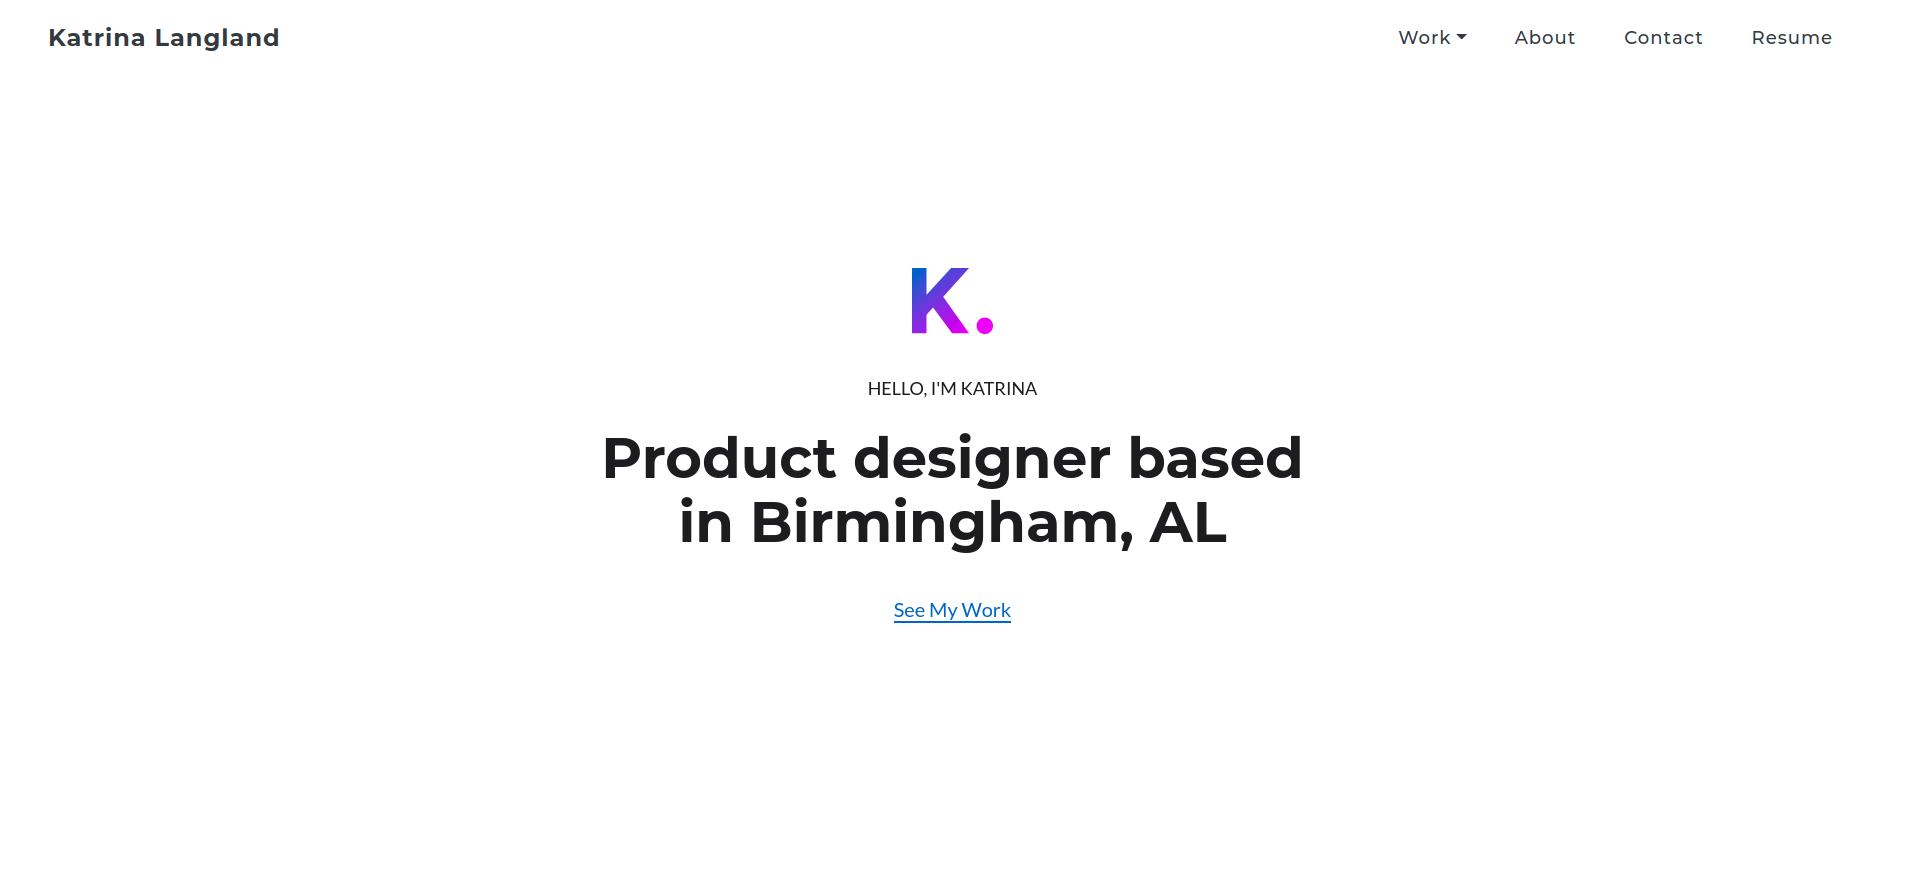 Katrina Langland
Work About Contact Resume
K.
HELLO, I'M KATRINA
Product designer based
in Birmingham, AL
See My Work